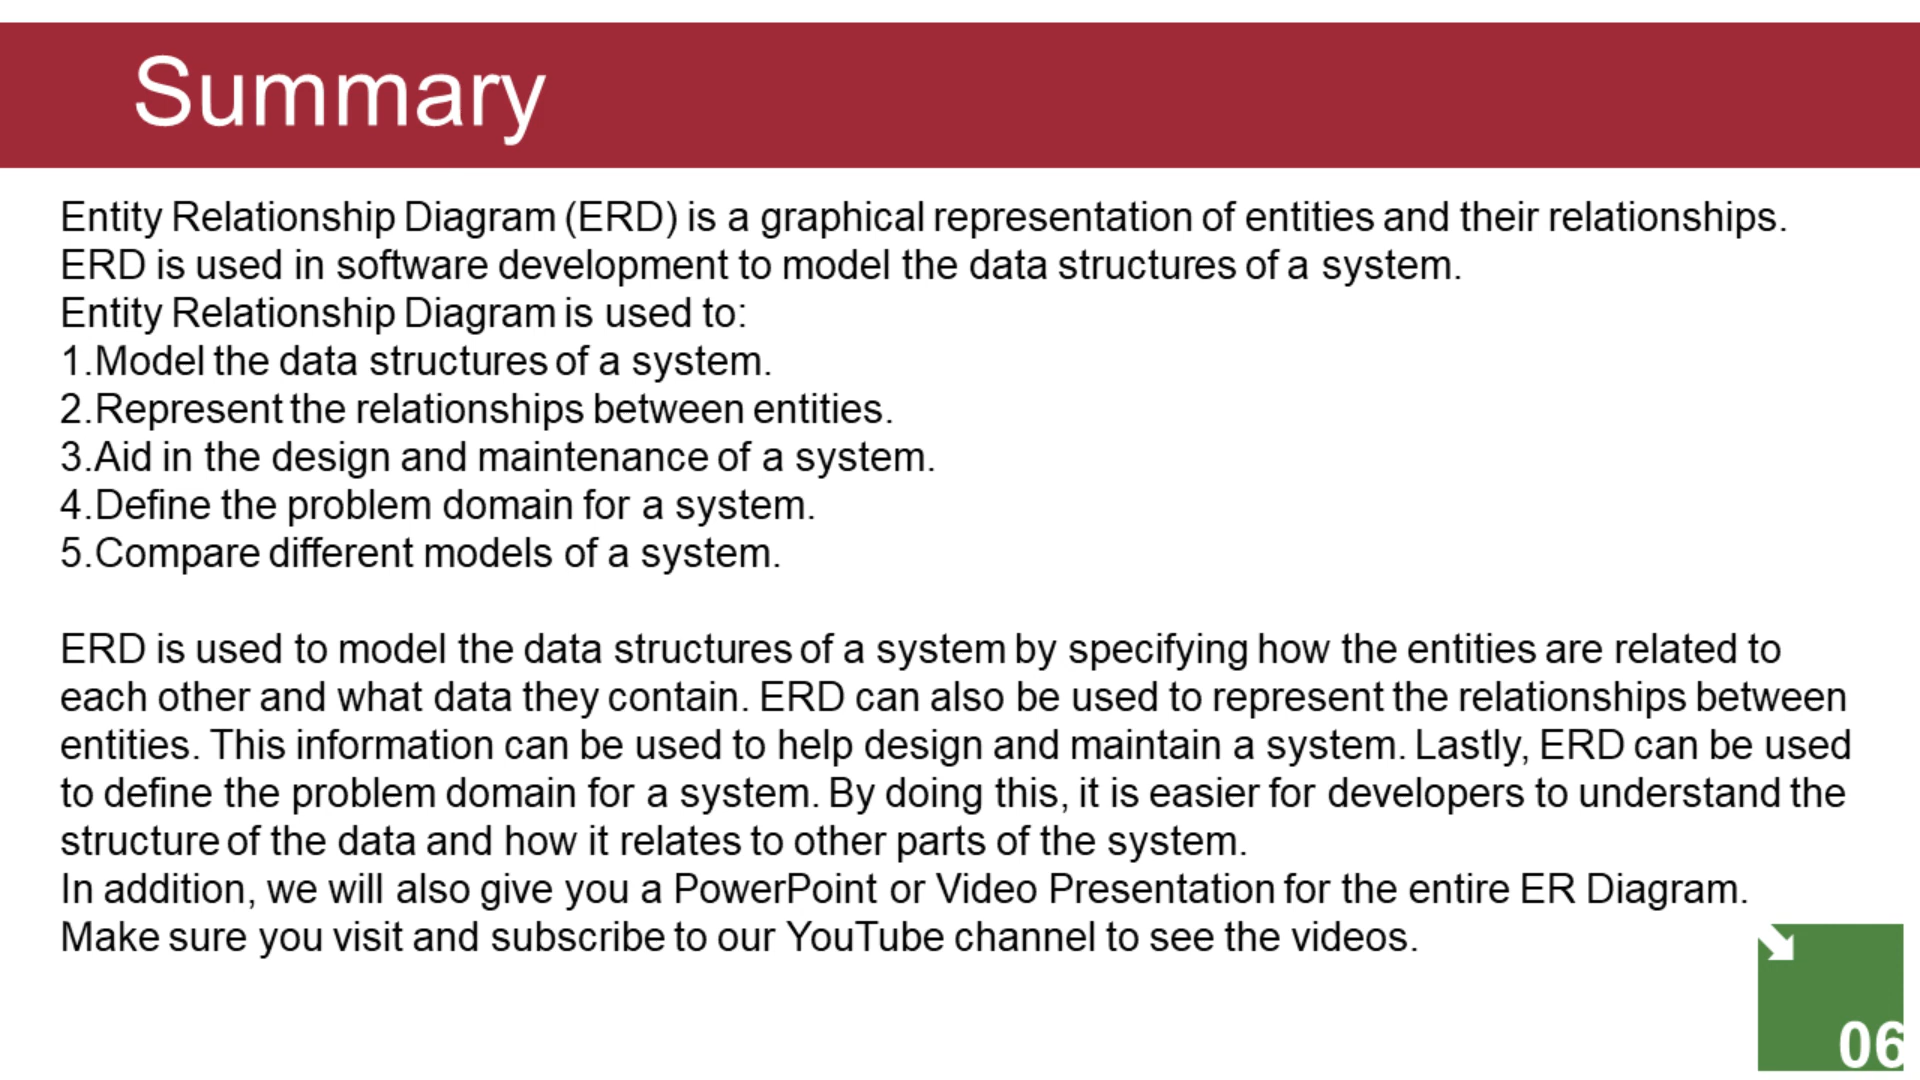 Summary
Entity Relationship Diagram (ERD) is a graphical representation of entities and their relationships.
ERD is used in software development to model the data structures of a system.
Entity Relationship Diagram is used to:
1.Model the data structures of a system.
2.Represent the relationships between entities.
3.Aid in the design and maintenance of a system.
4.Define the problem domain for a system.
5.Compare different models of a system.
ERD is used to model the data structures of a system by specifying how the entities are related to
each other and what data they contain. ERD can also be used to represent the relationships between
entities. This information can be used to help design and maintain a system. Lastly, ERD can be used
to define the problem domain for a system. By doing this, it is easier for developers to understand the
structure of the data and how it relates to other parts of the system.
In addition, we will also give you a PowerPoint or Video Presentation for the entire ER Diagram.
Make sure you visit and subscribe to our YouTube channel to see the videos.
06